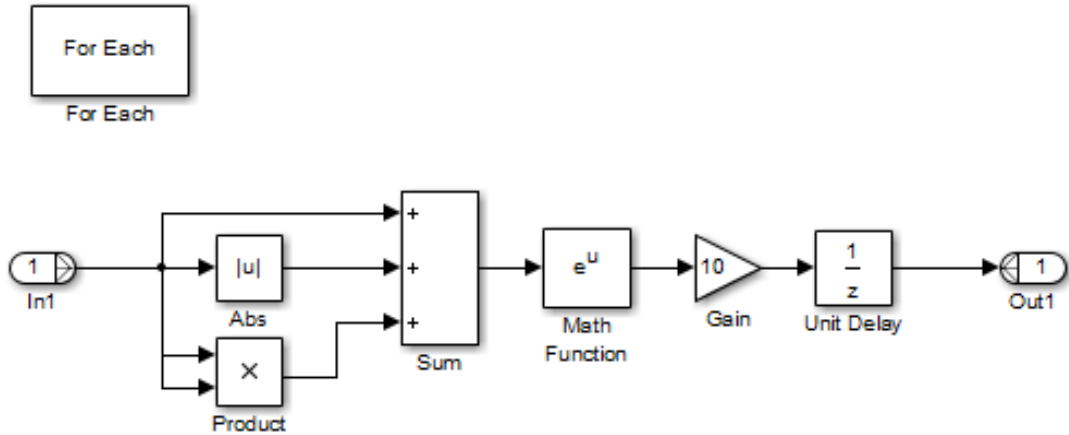 For Each
For Each
+
1
In1
|u|
Abs
+
×
Product
+
Sum
e^u
Math
Function
10
Gain
1
z
Unit Delay
1
Out1